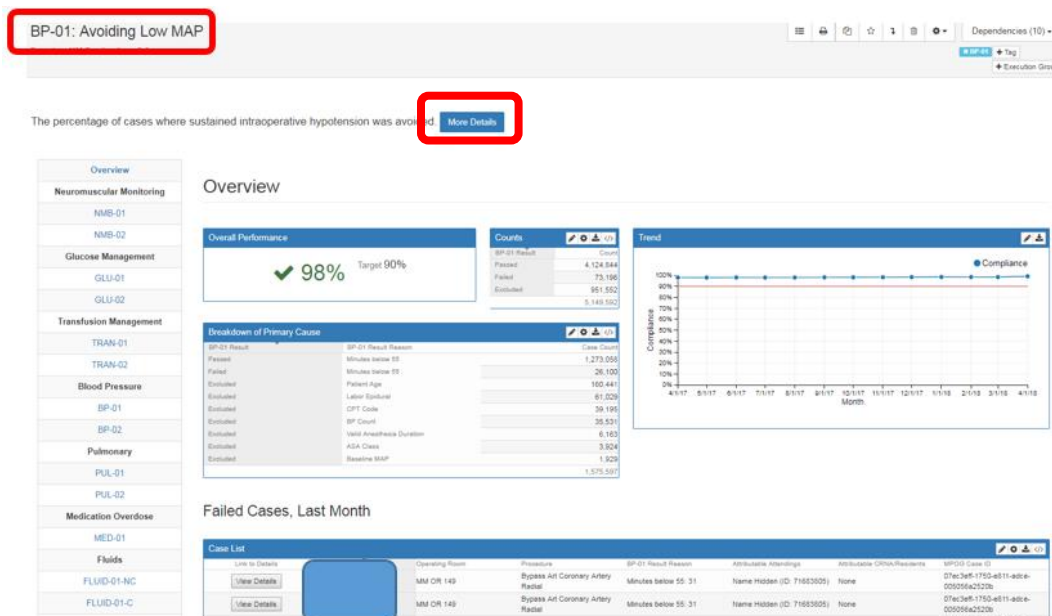 BP-01: Avoiding Low MAP
Dependencies (10)
BP-01
+ Tag
+ Execution Grou
The percentage of cases where sustained intraoperative hypotension was avoided.
More Details
Overview
Neuromuscular Monitoring
NMB-01
NMB-02
Glucose Management
GLU-01
GLU-02
Transfusion Management
TRAN-01
TRAN-02
Blood Pressure
BP-01
BP-02
Pulmonary
PUL-01
PUL-02
Medication Overdose
MED-01
Fluids
FLUID-01-NC
FLUID-01-C
Overview
Overall Performance
98% Target 90%
Counts
BP-01 Result Count
Passed 4,124,844
Failed 73,196
Excluded 951,552
5,149,592
Trend
Compliance
100%
90%
80%
70%
60%
50%
40%
30%
20%
10%
0%
Compliance
4/1/17 5/1/17 6/1/17 7/1/17 8/1/17 9/1/17 10/1/17 11/1/17 12/1/17 1/1/18 2/1/18 3/1/18 4/1/18
Month
Breakdown of Primary Cause
BP-01 Result BP-01 Result Reason Case Count
Passed Minutes below 55 : 1,273,055
Failed Minutes below 55 : 26,100
Excluded Patient Age 160,441
Excluded Labor Epidural 61,029
Excluded CPT Code 39,195
Excluded BP Count 35,531
Excluded Valid Anesthesia Duration 6,163
Excluded ASA Class 3,924
Excluded Baseline MAP 1,929
1,575,597
Failed Cases, Last Month
Case List
Link to Details Operating Room Procedure BP-01 Result Reason Attributable Attendings Attributable CRNA/Residents MPOG Case ID
View Details MM OR 149 Bypass Art Coronary Artery Radial Minutes below 55: 31 Name Hidden (ID: 71663605) None 07ec3eff-1750-e811-adce-005056a2520b
View Details MM OR 149 Bypass Art Coronary Artery Radial Minutes below 55: 31 Name Hidden (ID: 71663605) None 07ec3eff-1750-e811-adce-005056a2520b